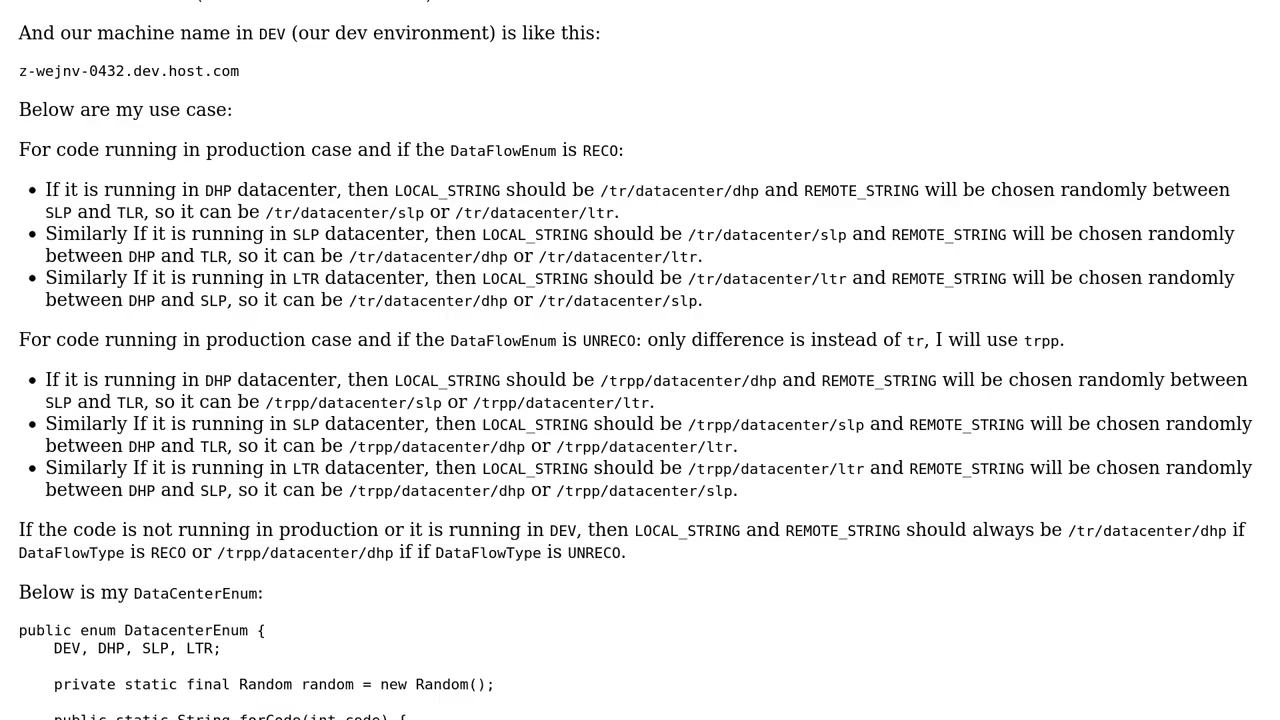 And our machine name in DEV (our dev environment) is like this:
z-wejnv-0432.dev.host.com
Below are my use case:
For code running in production case and if the DataFlowEnum is RECO:
• If it is running in DHP datacenter, then LOCAL_STRING should be /tr/datacenter/dhp and REMOTE_STRING will be chosen randomly between
SLP and TLR, so it can be /tr/datacenter/slp or /tr/datacenter/ltr.
• Similarly If it is running in SLP datacenter, then LOCAL_STRING should be /tr/datacenter/slp and REMOTE_STRING will be chosen randomly
between DHP and TLR, so it can be /tr/datacenter/dhp or /tr/datacenter/ltr.
• Similarly If it is running in LTR datacenter, then LOCAL_STRING should be /tr/datacenter/ltr and REMOTE_STRING will be chosen randomly
between DHP and SLP, so it can be /tr/datacenter/dhp or /tr/datacenter/slp.
For code running in production case and if the DataFlowEnum is UNRECO: only difference is instead of tr, I will use trpp.
• If it is running in DHP datacenter, then LOCAL_STRING should be /trpp/datacenter/dhp and REMOTE_STRING will be chosen randomly between
SLP and TLR, so it can be /trpp/datacenter/slp or /trpp/datacenter/ltr.
• Similarly If it is running in SLP datacenter, then LOCAL_STRING should be /trpp/datacenter/slp and REMOTE_STRING will be chosen randomly
between DHP and TLR, so it can be /trpp/datacenter/dhp or /trpp/datacenter/ltr.
• Similarly If it is running in LTR datacenter, then LOCAL_STRING should be /trpp/datacenter/ltr and REMOTE_STRING will be chosen randomly
between DHP and SLP, so it can be /trpp/datacenter/dhp or /trpp/datacenter/slp.
If the code is not running in production or it is running in DEV, then LOCAL_STRING and REMOTE_STRING should always be /tr/datacenter/dhp if
DataFlowType is RECO or /trpp/datacenter/dhp if if DataFlowType is UNRECO.
Below is my DataCenterEnum:
public enum DatacenterEnum {
    DEV, DHP, SLP, LTR;
    private static final Random random = new Random();
    public static String forCode(int code) {